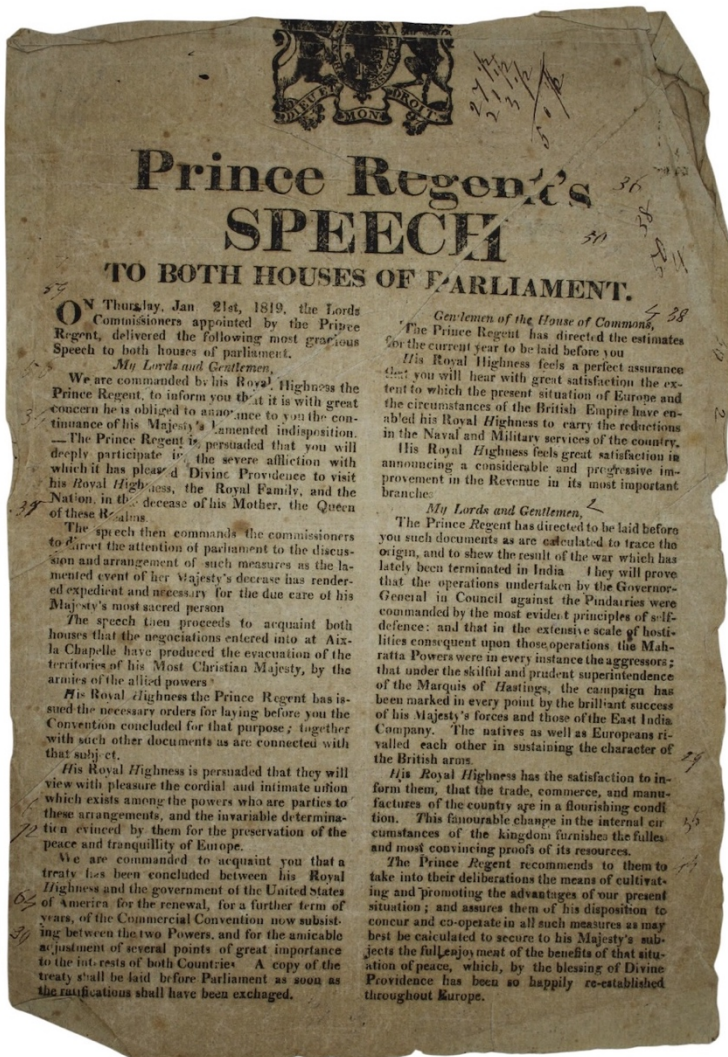 DIEU ET MON DROIT
Prince Regent's
SPEECH
TO BOTH HOUSES OF PARLIAMENT.
ON Thursday, Jan 21st, 1819, the Lords
Commissioners appointed by the Prince
Regent, delivered the following most gracious
Speech to both houses of parliament.
My Lords and Gentlemen,
We are commanded by his Royal Highness the
Prince Regent, to inform you that it is with great
concern he is obliged to announce to you the con-
tinuance of his Majesty's lamented indisposition.
—The Prince Regent is persuaded that you will
deeply participate in the severe affliction with
which it has pleased Divine Providence to visit
his Royal Highness, the Royal Family, and the
Nation, in the decease of his Mother, the Queen
of these Realms.
The speech then commands the commissioners
to direct the attention of parliament to the discus-
sion and arrangement of such measures as the la-
mented event of her Majesty's decease has render-
ed expedient and necessary for the due care of his
Majesty's most sacred person
The speech then proceeds to acquaint both
houses that the negociations entered into at Aix-
la Chapelle have produced the evacuation of the
territories of his Most Christian Majesty, by the
armies of the allied powers
His Royal Highness the Prince Regent has is-
sued the necessary orders for laying before you the
Convention concluded for that purpose; together
with such other documents as are connected with
that subject.
His Royal Highness is persuaded that they will
view with pleasure the cordial and intimate union
which exists among the powers who are parties to
these arrangements, and the invariable determina-
tion evinced by them for the preservation of the
peace and tranquillity of Europe.
We are commanded to acquaint you that a
treaty has been concluded between his Royal
Highness and the government of the United States
of America for the renewal, for a further term of
years, of the Commercial Convention now subsist-
ing between the two Powers, and for the amicable
adjustment of several points of great importance
to the interests of both Countries A copy of the
treaty shall be laid before Parliament as soon as
the ratifications shall have been exchaged.
Gentlemen of the House of Commons,
The Prince Regent has directed the estimates
for the current year to be laid before you
His Royal Highness feels a perfect assurance
that you will hear with great satisfaction the ex-
tent to which the present situation of Europe and
the circumstances of the British Empire have en-
abled his Royal Highness to carry the reductions
in the Naval and Military services of the country.
His Royal Highness feels great satisfaction in
announcing a considerable and progressive im-
provement in the Revenue in its most important
branches
My Lords and Gentlemen,
The Prince Regent has directed to be laid before
you such documents as are calculated to trace the
origin, and to shew the result of the war which has
lately been terminated in India They will prove
that the operations undertaken by the Governor-
General in Council against the Pindarries were
commanded by the most evident principles of self-
defence: and that in the extensive scale of hosti-
lities consequent upon those operations, the Mah-
ratta Powers were in every instance the aggressors;
that under the skilful and prudent superintendence
of the Marquis of Hastings, the campaign has
been marked in every point by the brilliant success
of his Majesty's forces and those of the East India
Company. The natives as well as Europeans ri-
valled each other in sustaining the character of
the British arms.
His Royal Highness has the satisfaction to in-
form them, that the trade, commerce, and manu-
factures of the country are in a flourishing condi
tion. This favourable change in the internal cir
cumstances of the kingdom furnishes the fulles
and most convincing proofs of its resources.
The Prince Regent recommends to them to
take into their deliberations the means of cultivat-
ing and promoting the advantages of our present
situation; and assures them of his disposition to
concur and co-operate in all such measures as may
best be calculated to secure to his Majesty's sub-
jects the full enjoyment of the benefits of that situ-
ation of peace, which, by the blessing of Divine
Providence has been so happily re-established
throughout Europe.
36
38
50
38
29